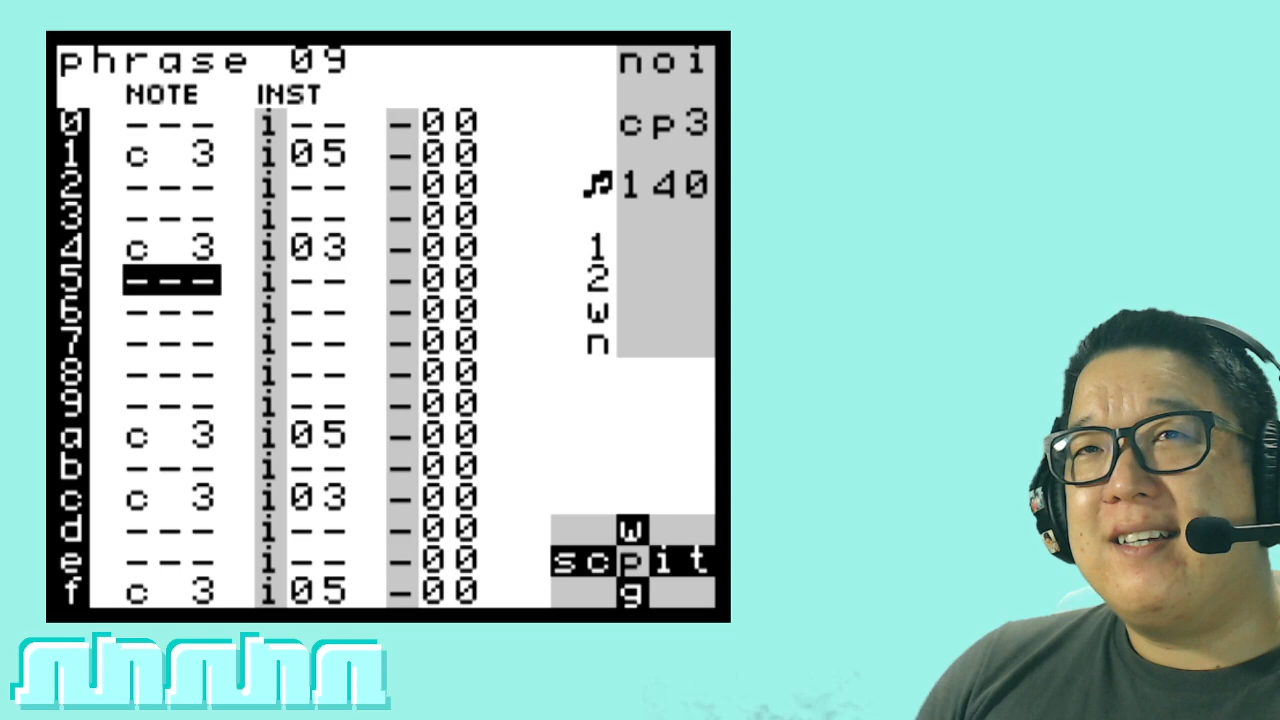 phrase 09
noi
NOTE INST
0 --- i-- -00 cp3
1 c 3 i05 -00
2 --- i-- -00 140
3 --- i-- -00
4 c 3 i03 -00 1
5 --- i-- -00 2
6 --- i-- -00 w
7 --- i-- -00 n
8 --- i-- -00
9 --- i-- -00
a c 3 i05 -00
b --- i-- -00
c c 3 i03 -00
d --- i-- -00 w
e --- i-- -00 scpit
f c 3 i05 -00 g